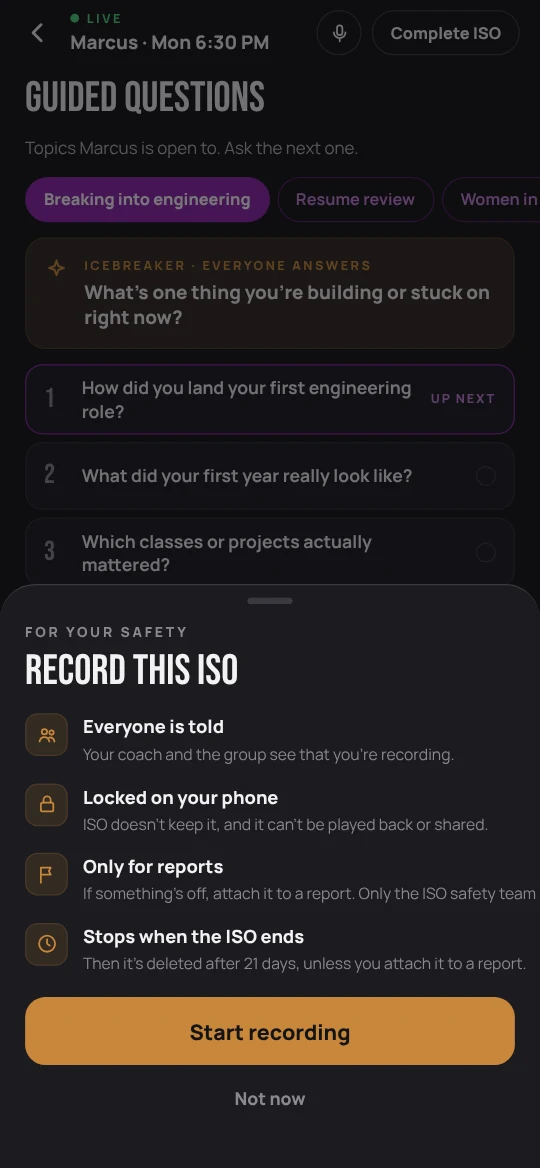 LIVE
Marcus · Mon 6:30 PM
Complete ISO
GUIDED QUESTIONS
Topics Marcus is open to. Ask the next one.
Breaking into engineering
Resume review
Women in
ICEBREAKER · EVERYONE ANSWERS
What's one thing you're building or stuck on
right now?
1
How did you land your first engineering
role?
UP NEXT
2
What did your first year really look like?
3
Which classes or projects actually
mattered?
FOR YOUR SAFETY
RECORD THIS ISO
Everyone is told
Your coach and the group see that you're recording.
Locked on your phone
ISO doesn't keep it, and it can't be played back or shared.
Only for reports
If something's off, attach it to a report. Only the ISO safety team
Stops when the ISO ends
Then it's deleted after 21 days, unless you attach it to a report.
Start recording
Not now